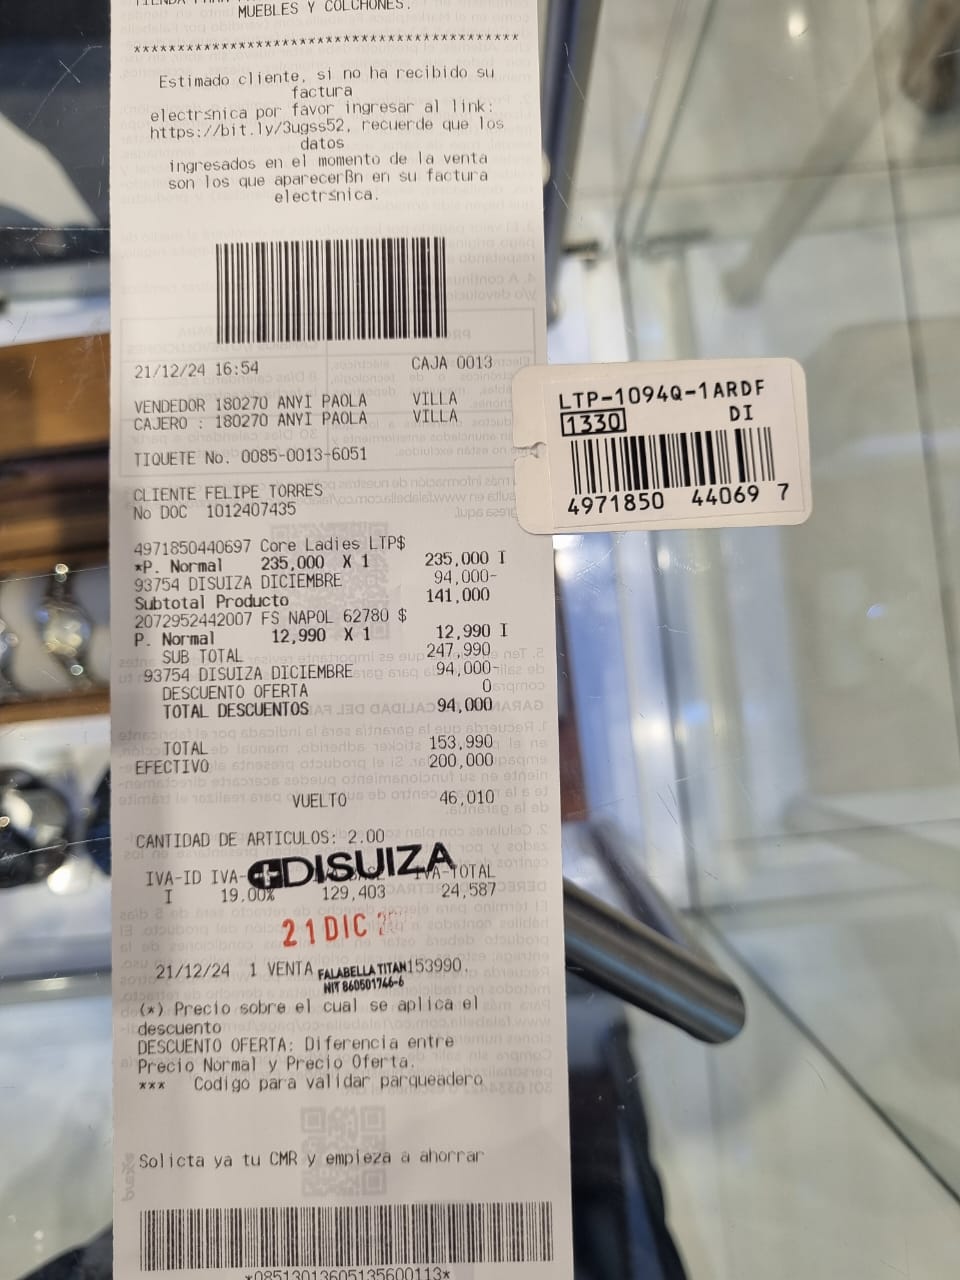 MUEBLES Y COLCHONES.
******************************************
Estimado cliente, si no ha recibido su
factura
electr≤nica por favor ingresar al link:
https://bit.ly/3ugss52, recuerde que los
datos
ingresados en el momento de la venta
son los que aparecerßn en su factura
electr≤nica.
21/12/24 16:54 CAJA 0013
VENDEDOR 180270 ANYI PAOLA VILLA
CAJERO : 180270 ANYI PAOLA VILLA
TIQUETE No. 0085-0013-6051
CLIENTE FELIPE TORRES
No DOC 1012407435
4971850440697 Core Ladies LTP$
*P. Normal 235,000 X 1 235,000 I
93754 DISUIZA DICIEMBRE 94,000-
Subtotal Producto 141,000
2072952442007 FS NAPOL 62780 $
P. Normal 12,990 X 1 12,990 I
SUB TOTAL 247,990
93754 DISUIZA DICIEMBRE 94,000-
DESCUENTO OFERTA 0
TOTAL DESCUENTOS 94,000
TOTAL 153,990
EFECTIVO 200,000
VUELTO 46,010
CANTIDAD DE ARTICULOS: 2.00
DISUIZA
IVA-ID IVA- IVA-TOTAL
I 19.00% 129,403 24,587
21 DIC
21/12/24 1 VENTA 153990.
FALABELLA TITAN
NIT 860501746-6
(*) Precio sobre el cual se aplica el
descuento
DESCUENTO OFERTA: Diferencia entre
Precio Normal y Precio Oferta.
*** Codigo para validar parqueadero
Solicta ya tu CMR y empieza a ahorrar
*08513013605135600113*
LTP-1094Q-1ARDF
1330 DI
4971850 44069 7